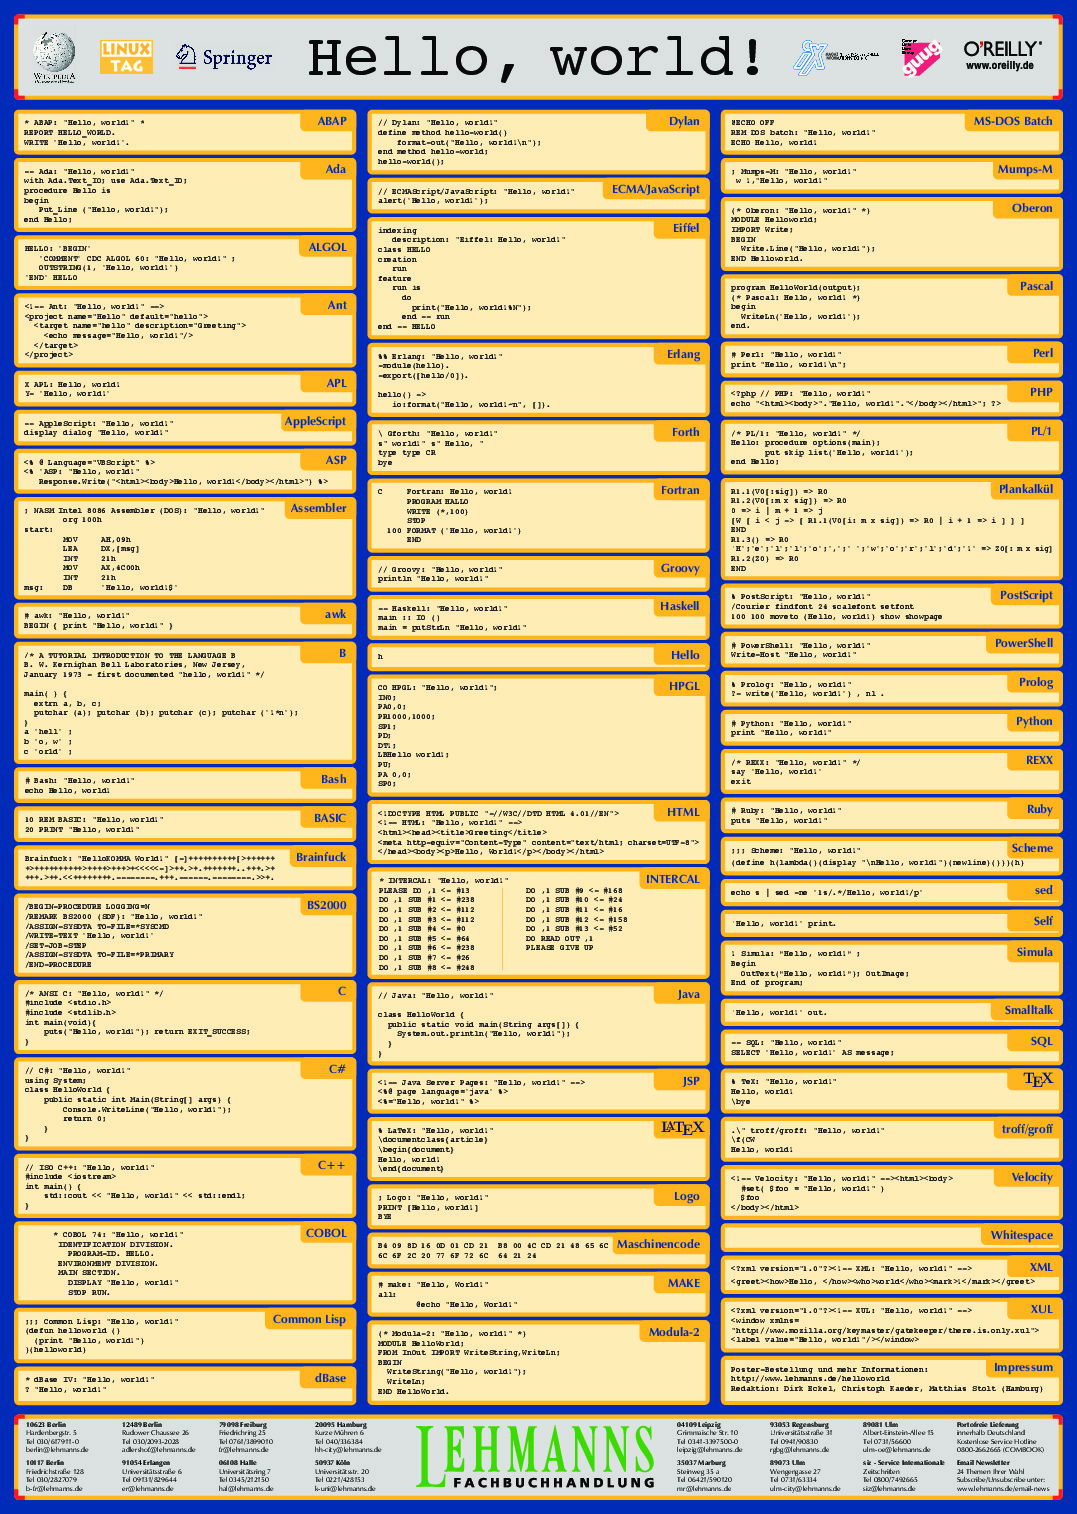 WIKIPEDIA
LINUX
TAG
Springer
Hello, world!
iX
guug
O'REILLY®
www.oreilly.de
ABAP
* ABAP: "Hello, world!" *
REPORT HELLO_WORLD.
WRITE 'Hello, world!'.
Ada
-- Ada: "Hello, world!"
with Ada.Text_IO; use Ada.Text_IO;
procedure Hello is
begin
Put_Line ("Hello, world!");
end Hello;
ALGOL
HELLO: 'BEGIN'
'COMMENT' CDC ALGOL 60: "Hello, world!" ;
OUTSTRING(1, 'Hello, world!')
'END' HELLO
Ant
<!-- Ant: "Hello, world!" -->
<project name="Hello" default="hello">
<target name="hello" description="Greeting">
<echo message="Hello, world!"/>
</target>
</project>
APL
X APL: Hello, world!
Y← 'Hello, world!'
AppleScript
-- AppleScript: "Hello, world!"
display dialog "Hello, world!"
ASP
<% @ Language="VBScript" %>
<% 'ASP: "Hello, world!"
Response.Write("<html><body>Hello, world!</body></html>") %>
Assembler
; NASM Intel 8086 Assembler (DOS): "Hello, world!"
org 100h
start:
MOV AH,09h
LEA DX,[msg]
INT 21h
MOV AX,4C00h
INT 21h
msg: DB 'Hello, world!$'
awk
# awk: "Hello, world!"
BEGIN { print "Hello, world!" }
B
/* A TUTORIAL INTRODUCTION TO THE LANGUAGE B
B. W. Kernighan Bell Laboratories, New Jersey,
January 1973 - first documented "hello, world!" */
main( ) {
extrn a, b, c;
putchar (a); putchar (b); putchar (c); putchar ('!*n');
}
a 'hell' ;
b 'o, w' ;
c 'orld' ;
Bash
# Bash: "Hello, world!"
echo Hello, world!
BASIC
10 REM BASIC: "Hello, world!"
20 PRINT "Hello, world!"
Brainfuck
Brainfuck: "HelloKOMMA World!" [-]++++++++++[>++++++
+>++++++++++>++++>+++>+<<<<<-]>++.>+.+++++++..+++.>+
+++.>++.<<++++++++.--------.+++.------.--------.>>+.
BS2000
/BEGIN-PROCEDURE LOGGING=N
/REMARK BS2000 (SDF): "Hello, world!"
/ASSIGN-SYSDTA TO-FILE=*SYSCMD
/WRITE-TEXT 'Hello, world!'
/SET-JOB-STEP
/ASSIGN-SYSDTA TO-FILE=*PRIMARY
/END-PROCEDURE
C
/* ANSI C: "Hello, world!" */
#include <stdio.h>
#include <stdlib.h>
int main(void){
puts("Hello, world!"); return EXIT_SUCCESS;
}
C#
// C#: "Hello, world!"
using System;
class HelloWorld {
public static int Main(String[] args) {
Console.WriteLine("Hello, world!");
return 0;
}
}
C++
// ISO C++: "Hello, world!"
#include <iostream>
int main() {
std::cout << "Hello, world!" << std::endl;
}
COBOL
* COBOL 74: "Hello, world!"
IDENTIFICATION DIVISION.
PROGRAM-ID. HELLO.
ENVIRONMENT DIVISION.
MAIN SECTION.
DISPLAY "Hello, world!"
STOP RUN.
Common Lisp
;;; Common Lisp: "Hello, world!"
(defun helloworld ()
(print "Hello, world!")
)(helloworld)
dBase
* dBase IV: "Hello, world!"
? "Hello, world!"
Dylan
// Dylan: "Hello, world!"
define method hello-world()
format-out("Hello, world!\n");
end method hello-world;
hello-world();
ECMA/JavaScript
// ECMAScript/JavaScript: "Hello, world!"
alert('Hello, world!');
Eiffel
indexing
description: "Eiffel: Hello, world!"
class HELLO
creation
run
feature
run is
do
print("Hello, world!%N");
end -- run
end -- HELLO
Erlang
%% Erlang: "Hello, world!"
-module(hello).
-export([hello/0]).
hello() ->
io:format("Hello, world!~n", []).
Forth
\ Gforth: "Hello, world!"
s" world!" s" Hello, "
type type CR
bye
Fortran
C Fortran: Hello, world!
PROGRAM HALLO
WRITE (*,100)
STOP
100 FORMAT ('Hello, world!')
END
Groovy
// Groovy: "Hello, world!"
println "Hello, world!"
Haskell
-- Haskell: "Hello, world!"
main :: IO ()
main = putStrLn "Hello, world!"
Hello
h
HPGL
CO HPGL: "Hello, world!";
IN0;
PA0,0;
PR1000,1000;
SP1;
PD;
DT!;
LBHello world!;
PU;
PA 0,0;
SP0;
HTML
<!DOCTYPE HTML PUBLIC "-//W3C//DTD HTML 4.01//EN">
<!-- HTML: "Hello, world!" -->
<html><head><title>Greeting</title>
<meta http-equiv="Content-Type" content="text/html; charset=UTF-8">
</head><body><p>Hello, World!</p></body></html>
INTERCAL
* INTERCAL: "Hello, world!"
PLEASE DO ,1 <- #13
DO ,1 SUB #1 <- #238
DO ,1 SUB #2 <- #112
DO ,1 SUB #3 <- #112
DO ,1 SUB #4 <- #0
DO ,1 SUB #5 <- #64
DO ,1 SUB #6 <- #238
DO ,1 SUB #7 <- #26
DO ,1 SUB #8 <- #248
DO ,1 SUB #9 <- #168
DO ,1 SUB #10 <- #24
DO ,1 SUB #11 <- #16
DO ,1 SUB #12 <- #158
DO ,1 SUB #13 <- #52
DO READ OUT ,1
PLEASE GIVE UP
Java
// Java: "Hello, world!"
class HelloWorld {
public static void main(String args[]) {
System.out.println("Hello, world!");
}
}
JSP
<!-- Java Server Pages: "Hello, world!" -->
<%@ page language='java' %>
<%="Hello, world!" %>
LATEX
% LaTeX: "Hello, world!"
\documentclass{article}
\begin{document}
Hello, world!
\end{document}
Logo
; Logo: "Hello, world!"
PRINT [Hello, world!]
BYE
Maschinencode
B4 09 8D 16 0D 01 CD 21 B8 00 4C CD 21 48 65 6C
6C 6F 2C 20 77 6F 72 6C 64 21 24
MAKE
# make: "Hello, World!"
all:
@echo "Hello, World!"
Modula-2
(* Modula-2: "Hello, world!" *)
MODULE HelloWorld;
FROM InOut IMPORT WriteString,WriteLn;
BEGIN
WriteString("Hello, world!");
WriteLn;
END HelloWorld.
MS-DOS Batch
@ECHO OFF
REM DOS batch: "Hello, world!"
ECHO Hello, world!
Mumps-M
; Mumps-M: "Hello, world!"
w !,"Hello, world!"
Oberon
(* Oberon: "Hello, world!" *)
MODULE Helloworld;
IMPORT Write;
BEGIN
Write.Line("Hello, world!");
END Helloworld.
Pascal
program HelloWorld(output);
(* Pascal: Hello, world! *)
begin
WriteLn('Hello, world!');
end.
Perl
# Perl: "Hello, world!"
print "Hello, world!\n";
PHP
<?php // PHP: "Hello, world!"
echo "<html><body>"."Hello, world!"."</body></html>"; ?>
PL/1
/* PL/1: "Hello, world!" */
Hello: procedure options(main);
put skip list('Hello, world!');
end Hello;
Plankalkül
R1.1(V0[:sig]) => R0
R1.2(V0[:m x sig]) => R0
0 => i | m + 1 => j
[W [ i < j -> [ R1.1(V0[i: m x sig]) => R0 | i + 1 => i ] ] ]
END
R1.3() => R0
'H';'e';'l';'l';'o';',';' ';'w';'o';'r';'l';'d';'!' => Z0[: m x sig]
R1.2(Z0) => R0
END
PostScript
% PostScript: "Hello, world!"
/Courier findfont 24 scalefont setfont
100 100 moveto (Hello, world!) show showpage
PowerShell
# PowerShell: "Hello, world!"
Write-Host "Hello, world!"
Prolog
% Prolog: "Hello, world!"
?- write('Hello, world!') , nl .
Python
# Python: "Hello, world!"
print "Hello, world!"
REXX
/* REXX: "Hello, world!" */
say 'Hello, world!'
exit
Ruby
# Ruby: "Hello, world!"
puts "Hello, world!"
Scheme
;;; Scheme: "Hello, world!"
(define h(lambda()(display "\nHello, world!")(newline)()))(h)
sed
echo s | sed -ne '1s/.*/Hello, world!/p'
Self
'Hello, world!' print.
Simula
! Simula: "Hello, world!" ;
Begin
OutText("Hello, world!"); OutImage;
End of program;
Smalltalk
'Hello, world!' out.
SQL
-- SQL: "Hello, world!"
SELECT 'Hello, world!' AS message;
TEX
% TeX: "Hello, world!"
Hello, world!
\bye
troff/groff
.\" troff/groff: "Hello, world!"
\f(CW
Hello, world!
Velocity
<!-- Velocity: "Hello, world!" --><html><body>
#set( $foo = "Hello, world!" )
$foo
</body></html>
Whitespace
XML
<?xml version="1.0"?><!-- XML: "Hello, world!" -->
<greet><how>Hello, </how><who>world</who><mark>!</mark></greet>
XUL
<?xml version="1.0"?><!-- XUL: "Hello, world!" -->
<window xmlns=
"http://www.mozilla.org/keymaster/gatekeeper/there.is.only.xul">
<label value="Hello, world!"/></window>
Impressum
Poster-Bestellung und mehr Informationen:
http://www.lehmanns.de/helloworld
Redaktion: Dirk Eckel, Christoph Kaeder, Matthias Stolt (Hamburg)
10623 Berlin
Hardenbergstr. 5
Tel 030/617911-0
berlin@lehmanns.de
12489 Berlin
Rudower Chaussee 26
Tel 030/2093-2028
adlershof@lehmanns.de
79098 Freiburg
Friedrichring 25
Tel 0761/3899010
fr@lehmanns.de
20095 Hamburg
Kurze Mühren 6
Tel 040/336384
hh-c@lehmanns.de
10117 Berlin
Friedrichstraße 128
Tel 030/2827079
b-fr@lehmanns.de
91054 Erlangen
Universitätsstraße 6
Tel 09131/829644
er@lehmanns.de
06108 Halle
Universitätsring 7
Tel 0345/212150
hal@lehmanns.de
50937 Köln
Universitätsstr. 20
Tel 0221/428153
k-uni@lehmanns.de
LEHMANNS
FACHBUCHHANDLUNG
04109 Leipzig
Grimmaische Str. 10
Tel 0341-33975000
leipzig@lehmanns.de
93053 Regensburg
Universitätsstraße 31
Tel 0941/90830
rgbg@lehmanns.de
89081 Ulm
Albert-Einstein-Allee 15
Tel 0731/56600
ulm-oe@lehmanns.de
Portofreie Lieferung
innerhalb Deutschland
Kostenlose Service Hotline
0800-2662665 (COMBOOK)
35037 Marburg
Steinweg 35 a
Tel 06421/590120
mr@lehmanns.de
89073 Ulm
Wengengasse 27
Tel 0731/63334
ulm-city@lehmanns.de
siz - Service Internationale
Zeitschriften
Tel 0800/7492665
siz@lehmanns.de
Email Newsletter
24 Themen Ihrer Wahl
Subscribe/Unsubscribe unter:
www.lehmanns.de/email-news